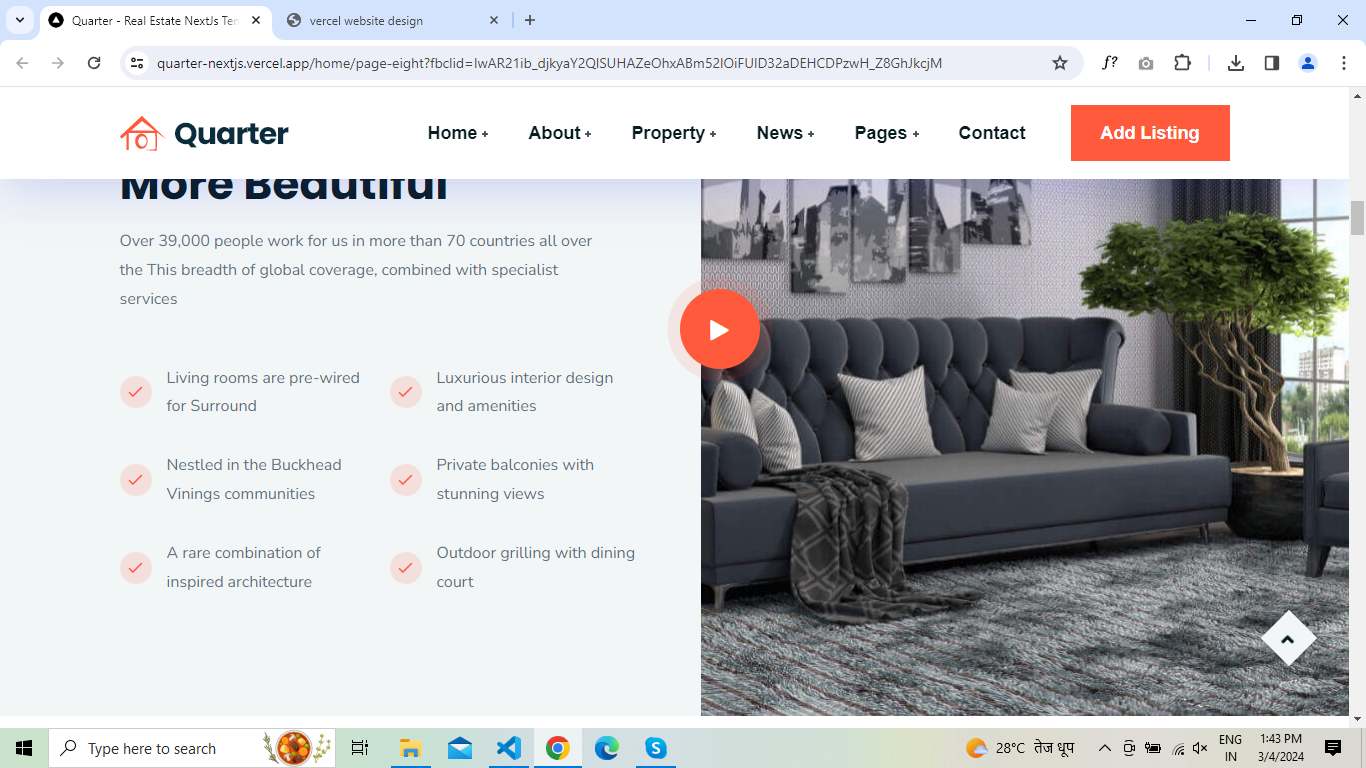 Quarter - Real Estate NextJs Ten
vercel website design
quarter-nextjs.vercel.app/home/page-eight?fbclid=IwAR21ib_djkyaY2QISUHAZeOhxABm52IOiFUID32aDEHCDPzwH_Z8GhJkcjM
f?
Quarter
Home +
About +
Property +
News +
Pages +
Contact
Add Listing
More Beautiful
Over 39,000 people work for us in more than 70 countries all over
the This breadth of global coverage, combined with specialist
services
Living rooms are pre-wired
for Surround
Luxurious interior design
and amenities
Nestled in the Buckhead
Vinings communities
Private balconies with
stunning views
A rare combination of
inspired architecture
Outdoor grilling with dining
court
Type here to search
28°C तेज धूप
ENG
IN
1:43 PM
3/4/2024